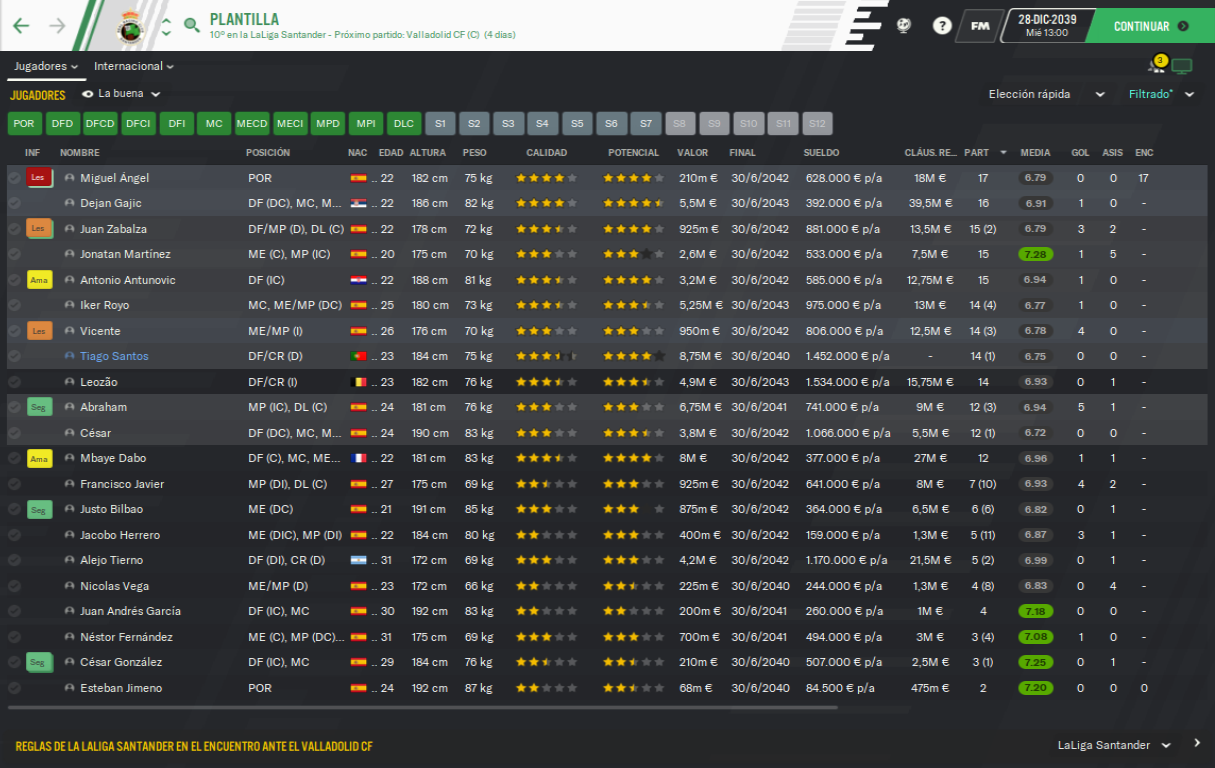 PLANTILLA
10º en la LaLiga Santander - Próximo partido: Valladolid CF (C) (4 días)
? FM 28-DIC-2039 Mié 13:00 CONTINUAR
Jugadores Internacional 3
JUGADORES La buena Elección rápida Filtrado*
POR DFD DFCD DFCI DFI MC MECD MECI MPD MPI DLC S1 S2 S3 S4 S5 S6 S7 S8 S9 S10 S11 S12
INF NOMBRE POSICIÓN NAC EDAD ALTURA PESO CALIDAD POTENCIAL VALOR FINAL SUELDO CLÁUS. RE... PART MEDIA GOL ASIS ENC
Les Miguel Ángel POR .. 22 182 cm 75 kg 210m € 30/6/2042 628.000 € p/a 18M € 17 6.79 0 0 17
Dejan Gajic DF (DC), MC, M... .. 22 186 cm 82 kg 5,5M € 30/6/2043 392.000 € p/a 39,5M € 16 6.91 1 0 -
Les Juan Zabalza DF/MP (D), DL (C) .. 22 178 cm 72 kg 925m € 30/6/2042 881.000 € p/a 13,5M € 15 (2) 6.79 3 2 -
Jonatan Martínez ME (C), MP (IC) .. 20 175 cm 70 kg 2,6M € 30/6/2042 533.000 € p/a 7,5M € 15 7.28 1 5 -
Ama Antonio Antunovic DF (IC) .. 22 188 cm 81 kg 3,2M € 30/6/2042 585.000 € p/a 12,75M € 15 6.94 1 0 -
Iker Royo MC, ME/MP (DC) .. 25 180 cm 73 kg 5,25M € 30/6/2043 975.000 € p/a 13M € 14 (4) 6.77 1 0 -
Les Vicente ME/MP (I) .. 26 176 cm 70 kg 950m € 30/6/2042 806.000 € p/a 12,5M € 14 (3) 6.78 4 0 -
Tiago Santos DF/CR (D) .. 23 184 cm 75 kg 8,75M € 30/6/2040 1.452.000 € p/a - 14 (1) 6.75 0 0 -
Leozão DF/CR (I) .. 23 182 cm 76 kg 4,9M € 30/6/2043 1.534.000 € p/a 15,75M € 14 6.93 0 1 -
Seg Abraham MP (IC), DL (C) .. 24 181 cm 76 kg 6,75M € 30/6/2041 741.000 € p/a 9M € 12 (3) 6.94 5 1 -
César DF (DC), MC, M... .. 24 190 cm 83 kg 3,8M € 30/6/2042 1.066.000 € p/a 5,5M € 12 (1) 6.72 0 0 -
Ama Mbaye Dabo DF (C), MC, ME... .. 22 181 cm 83 kg 8M € 30/6/2042 377.000 € p/a 27M € 12 6.96 1 1 -
Francisco Javier MP (DI), DL (C) .. 27 175 cm 69 kg 925m € 30/6/2042 641.000 € p/a 8M € 7 (10) 6.93 4 2 -
Seg Justo Bilbao ME (DC) .. 21 191 cm 85 kg 875m € 30/6/2042 364.000 € p/a 6,5M € 6 (6) 6.82 0 1 -
Jacobo Herrero ME (DIC), MP (DI) .. 22 184 cm 80 kg 400m € 30/6/2042 159.000 € p/a 1,3M € 5 (11) 6.87 3 1 -
Alejo Tierno DF (DI), CR (D) .. 31 172 cm 69 kg 4,2M € 30/6/2042 1.170.000 € p/a 21,5M € 5 (2) 6.99 0 1 -
Nicolas Vega ME/MP (D) .. 23 172 cm 66 kg 225m € 30/6/2040 244.000 € p/a 1,3M € 4 (8) 6.83 0 4 -
Juan Andrés García DF (IC), MC .. 30 192 cm 83 kg 200m € 30/6/2041 260.000 € p/a 1M € 4 7.18 0 0 -
Néstor Fernández ME (C), MP (DC)... .. 31 175 cm 69 kg 700m € 30/6/2041 494.000 € p/a 3M € 3 (4) 7.08 1 0 -
Seg César González DF (IC), MC .. 29 184 cm 76 kg 210m € 30/6/2040 507.000 € p/a 2,5M € 3 (1) 7.25 0 1 -
Esteban Jimeno POR .. 24 192 cm 87 kg 68m € 30/6/2040 84.500 € p/a 475m € 2 7.20 0 0 0
REGLAS DE LA LALIGA SANTANDER EN EL ENCUENTRO ANTE EL VALLADOLID CF LaLiga Santander